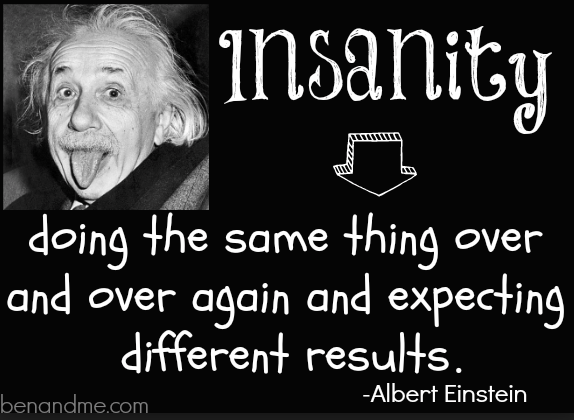 Insanity
doing the same thing over
and over again and expecting
different results.
-Albert Einstein
benandme.com